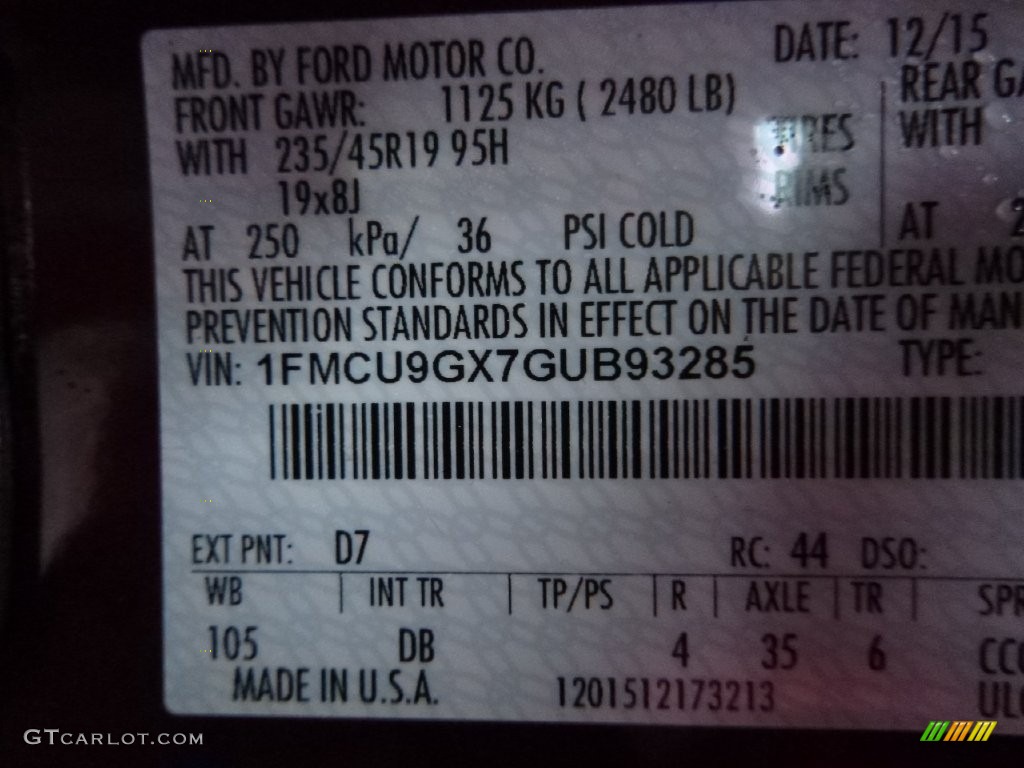 MFD. BY FORD MOTOR CO. DATE: 12/15
FRONT GAWR: 1125 KG ( 2480 LB) REAR
WITH 235/45R19 95H TIRES WITH
19x8J RIMS
AT 250 kPa/ 36 PSI COLD AT
THIS VEHICLE CONFORMS TO ALL APPLICABLE FEDERAL
PREVENTION STANDARDS IN EFFECT ON THE DATE OF
VIN: 1FMCU9GX7GUB93285 TYPE:
EXT PNT: D7 RC: 44 DSO:
WB INT TR TP/PS R AXLE TR
105 DB 4 35 6
MADE IN U.S.A. 1201512173213
GTCARLOT.COM